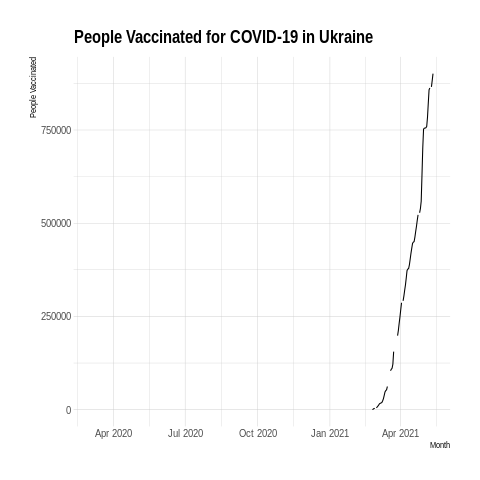 People Vaccinated for COVID-19 in Ukraine
People Vaccinated
750000
500000
250000
0
Apr 2020 Jul 2020 Oct 2020 Jan 2021 Apr 2021
Month